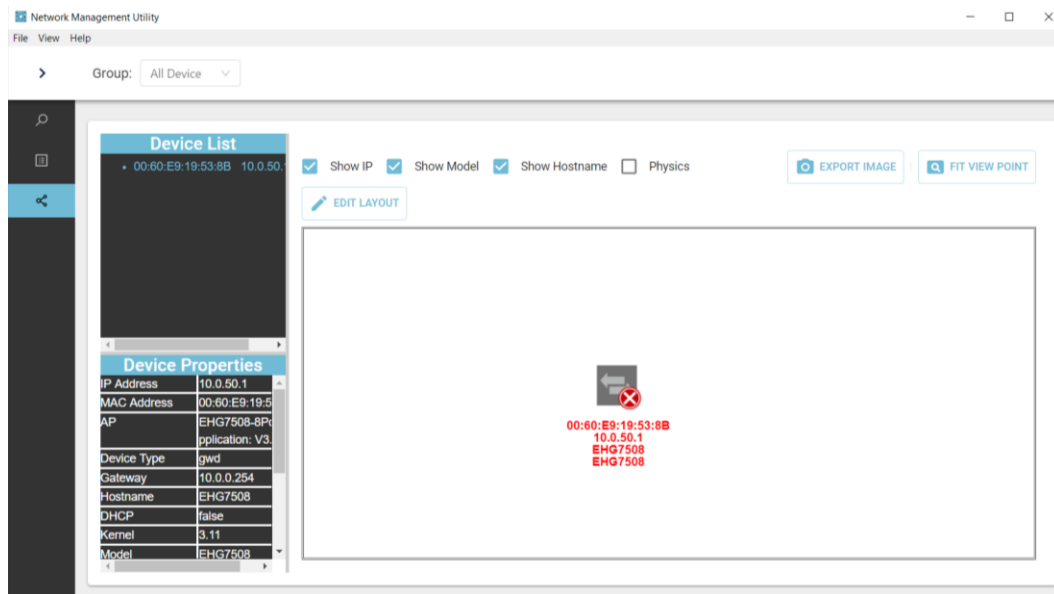 Network Management Utility
File View Help
Group: All Device
Device List
00:60:E9:19:53:8B 10.0.50.
Show IP Show Model Show Hostname Physics
EXPORT IMAGE FIT VIEW POINT
EDIT LAYOUT
00:60:E9:19:53:8B
10.0.50.1
EHG7508
EHG7508
Device Properties
IP Address 10.0.50.1
MAC Address 00:60:E9:19:5
AP EHG7508-8Po
pplication: V3.
Device Type gwd
Gateway 10.0.0.254
Hostname EHG7508
DHCP false
Kernel 3.11
Model EHG7508